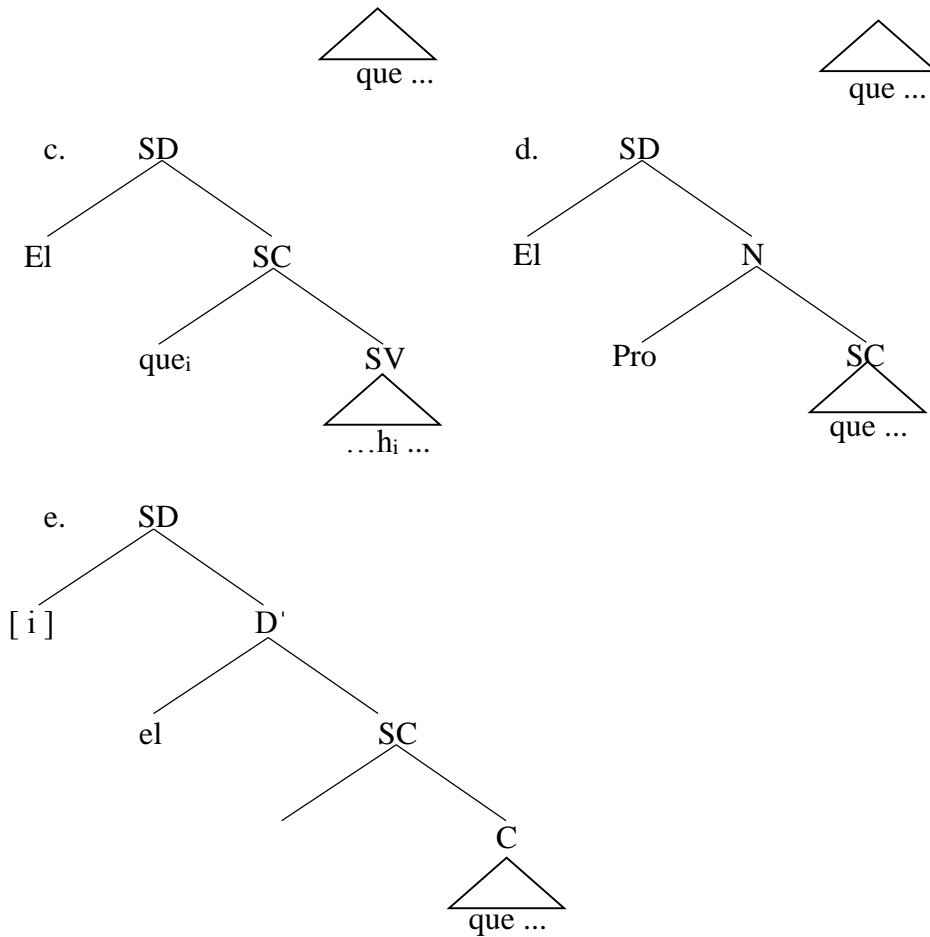 que ... que ...
c. SD d. SD
El SC El N
queᵢ SV Pro SC
…hᵢ ... que ...
e. SD
[ i ] D'
el SC
C
que ...